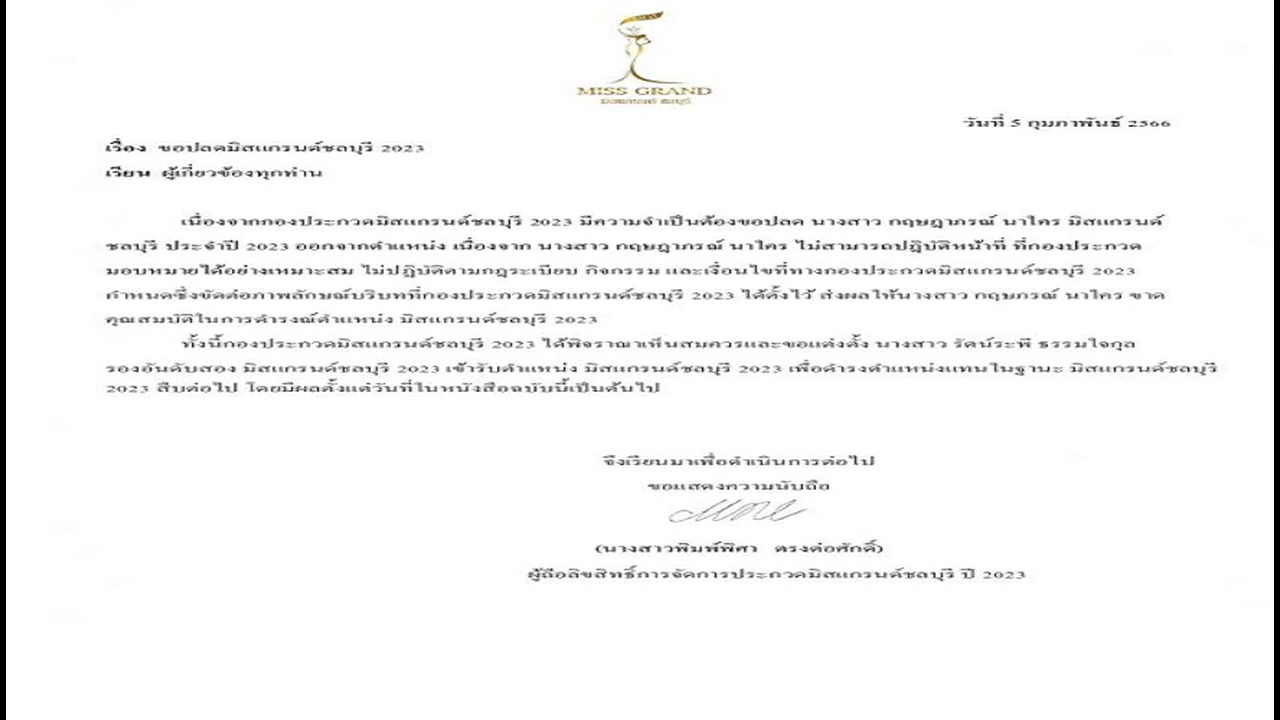 MISS GRAND
มิสแกรนด์ ชลบุรี
วันที่ 5 กุมภาพันธ์ 2566
เรื่อง ขอปลดมิสแกรนด์ชลบุรี 2023
เรียน ผู้เกี่ยวข้องทุกท่าน
เนื่องจากกองประกวดมิสแกรนด์ชลบุรี 2023 มีความจำเป็นต้องขอปลด นางสาว กฤษฎาภรณ์ นาใคร มิสแกรนด์
ชลบุรี ประจำปี 2023 ออกจากตำแหน่ง เนื่องจาก นางสาว กฤษฎาภรณ์ นาใคร ไม่สามารถปฏิบัติหน้าที่ ที่กองประกวด
มอบหมายได้อย่างเหมาะสม ไม่ปฏิบัติตามกฎระเบียบ กิจกรรม และเงื่อนไขที่ทางกองประกวดมิสแกรนด์ชลบุรี 2023
กำหนดซึ่งขัดต่อภาพลักษณ์บริบทที่กองประกวดมิสแกรนด์ชลบุรี 2023 ได้ตั้งไว้ ส่งผลให้นางสาว กฤษภรณ์ นาใคร ขาด
คุณสมบัติในการดำรงณ์ตำแหน่ง มิสแกรนด์ชลบุรี 2023
ทั้งนี้กองประกวดมิสแกรนด์ชลบุรี 2023 ได้พิจราณาเห็นสมควรและขอแต่งตั้ง นางสาว รัตน์ระพี ธรรมใจกุล
รองอันดับสอง มิสแกรนด์ชลบุรี 2023 เข้ารับตำแหน่ง มิสแกรนด์ชลบุรี 2023 เพื่อดำรงตำแหน่งแทนในฐานะ มิสแกรนด์ชลบุรี
2023 สืบต่อไป โดยมีผลตั้งแต่วันที่ในหนังสือฉบับนี้เป็นต้นไป
จึงเรียนมาเพื่อดำเนินการต่อไป
ขอแสดงความนับถือ
(นางสาวพิมพ์พิศา ตรงต่อศักดิ์)
ผู้ถือลิขสิทธิ์การจัดการประกวดมิสแกรนด์ชลบุรี ปี 2023